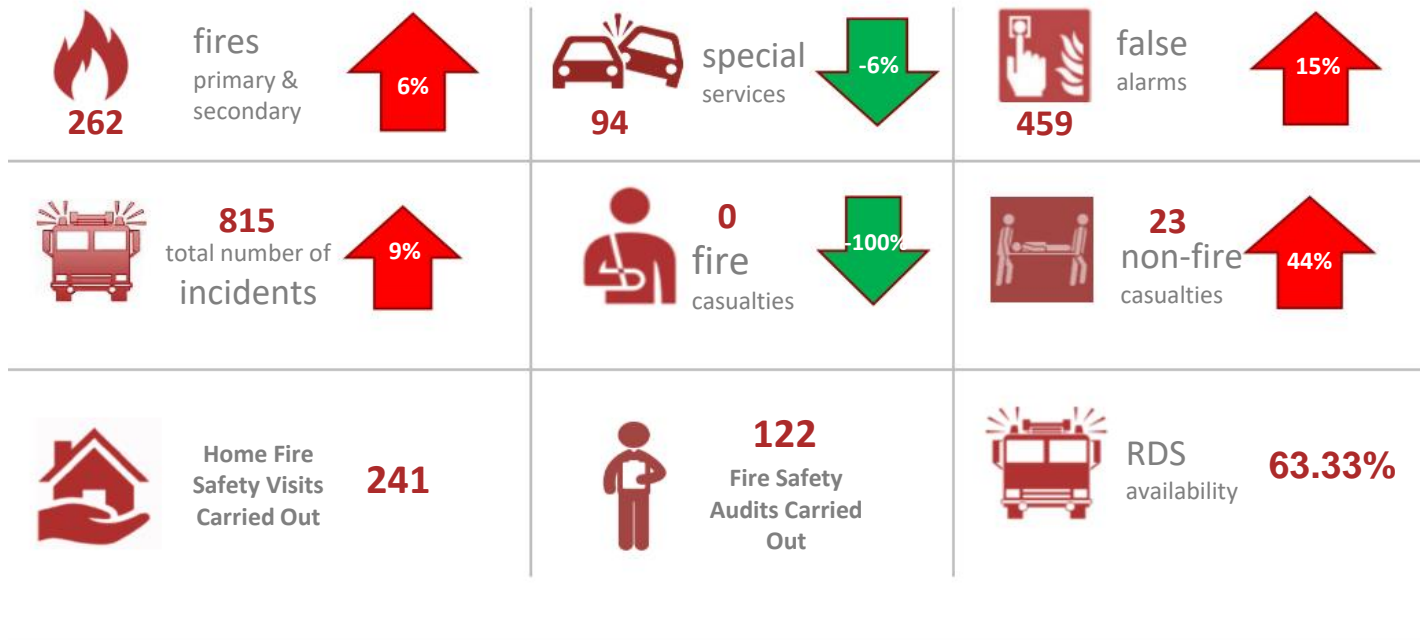 fires
primary &
secondary
262
6%
special
services
94
-6%
false
alarms
459
15%
815
total number of
incidents
9%
0
fire
casualties
-100%
23
non-fire
casualties
44%
Home Fire
Safety Visits
Carried Out
241
122
Fire Safety
Audits Carried
Out
RDS
availability
63.33%